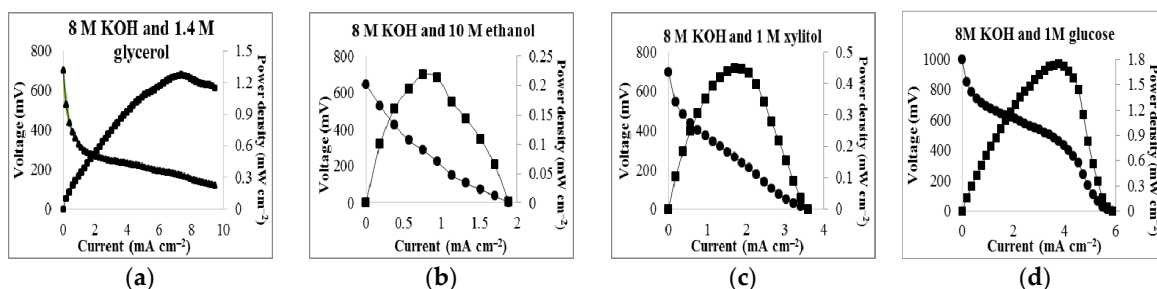 8 M KOH and 1.4 M
glycerol
800
600
400
200
0
Voltage (mV)
1.5
1.2
0.9
0.6
0.3
0
Power density (mW cm−2)
0 2 4 6 8 10
Current (mA cm−2)
(a)
8 M KOH and 10 M ethanol
800
600
400
200
0
Voltage (mV)
0.25
0.20
0.15
0.10
0.05
0
Power density (mW cm−2)
0 0.5 1 1.5 2
Current (mA cm−2)
(b)
8 M KOH and 1 M xylitol
800
600
400
200
0
Voltage (mV)
0.5
0.4
0.3
0.2
0.1
0
Power density (mW cm−2)
0 1 2 3 4
Current (mA cm−2)
(c)
8M KOH and 1M glucose
1000
800
600
400
200
0
Voltage (mV)
1.8
1.5
1.2
0.9
0.6
0.3
0
Power density (mW cm−2)
0 1 2 3 4 5 6
Current (mA cm−2)
(d)